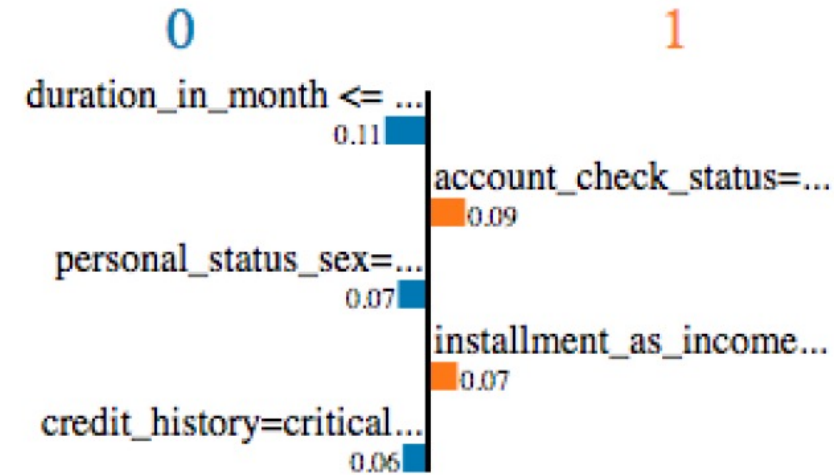 0 1
duration_in_month <= ...
0.11
account_check_status=...
0.09
personal_status_sex=...
0.07
installment_as_income...
0.07
credit_history=critical...
0.06